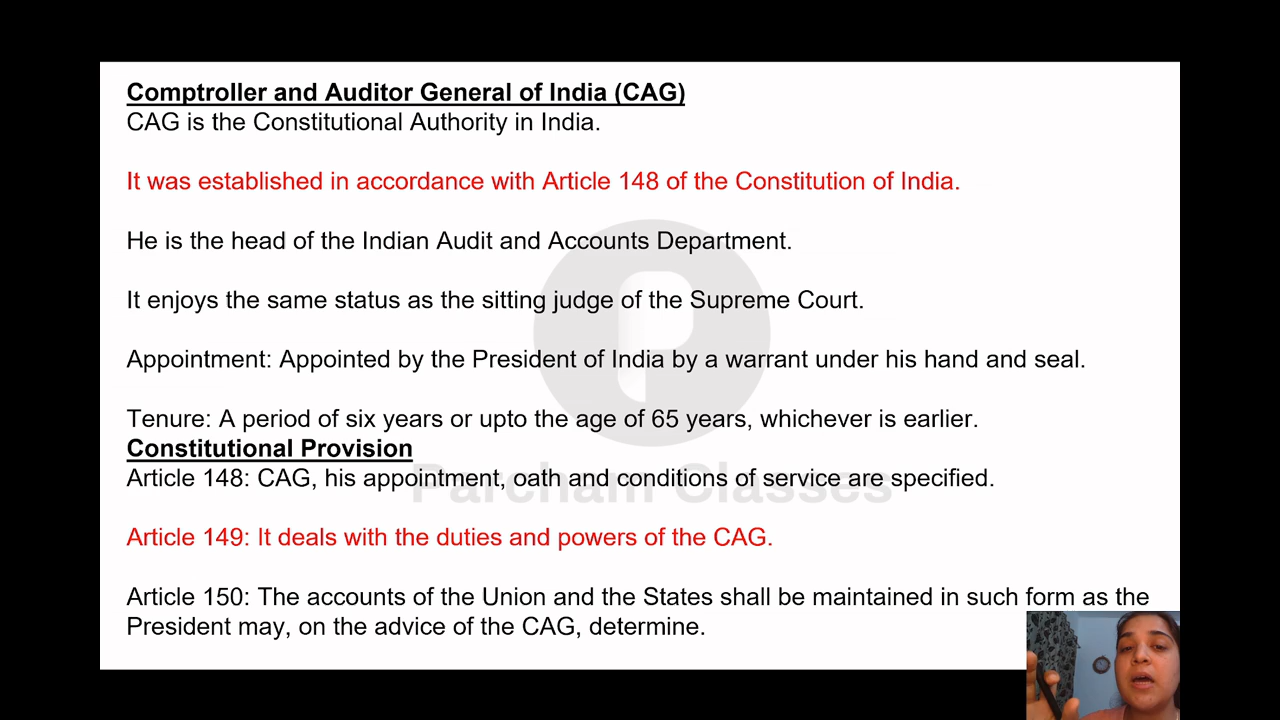 Comptroller and Auditor General of India (CAG)
CAG is the Constitutional Authority in India.
It was established in accordance with Article 148 of the Constitution of India.
He is the head of the Indian Audit and Accounts Department.
It enjoys the same status as the sitting judge of the Supreme Court.
Appointment: Appointed by the President of India by a warrant under his hand and seal.
Tenure: A period of six years or upto the age of 65 years, whichever is earlier.
Constitutional Provision
Article 148: CAG, his appointment, oath and conditions of service are specified.
Parcham Classes
Article 149: It deals with the duties and powers of the CAG.
Article 150: The accounts of the Union and the States shall be maintained in such form as the
President may, on the advice of the CAG, determine.